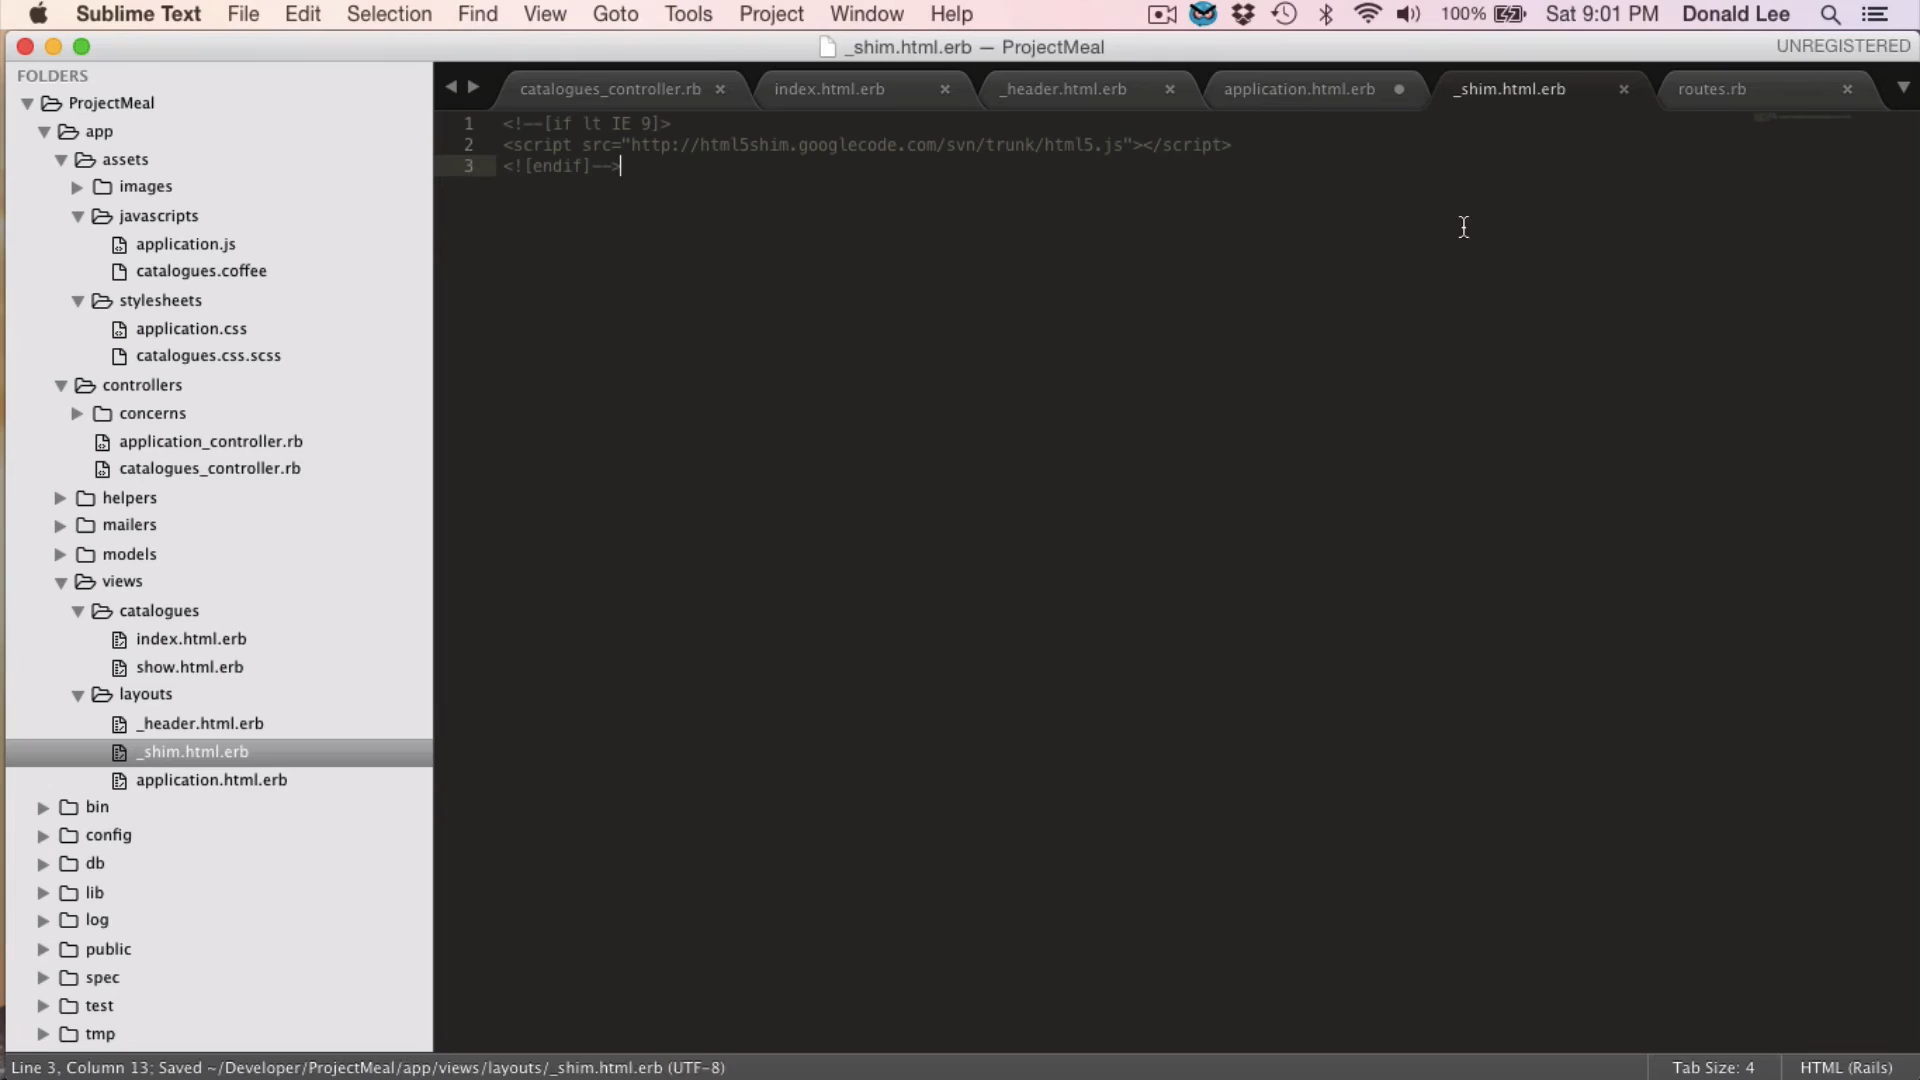 Sublime Text File Edit Selection Find View Goto Tools Project Window Help 100% Sat 9:01 PM Donald Lee
_shim.html.erb — ProjectMeal UNREGISTERED
FOLDERS
ProjectMeal
app
assets
images
javascripts
application.js
catalogues.coffee
stylesheets
application.css
catalogues.css.scss
controllers
concerns
application_controller.rb
catalogues_controller.rb
helpers
mailers
models
views
catalogues
index.html.erb
show.html.erb
layouts
_header.html.erb
_shim.html.erb
application.html.erb
bin
config
db
lib
log
public
spec
test
tmp
catalogues_controller.rb × index.html.erb × _header.html.erb × application.html.erb _shim.html.erb × routes.rb ×
1 <!--[if lt IE 9]>
2 <script src="http://html5shim.googlecode.com/svn/trunk/html5.js"></script>
3 <![endif]-->
Line 3, Column 13; Saved ~/Developer/ProjectMeal/app/views/layouts/_shim.html.erb (UTF-8) Tab Size: 4 HTML (Rails)